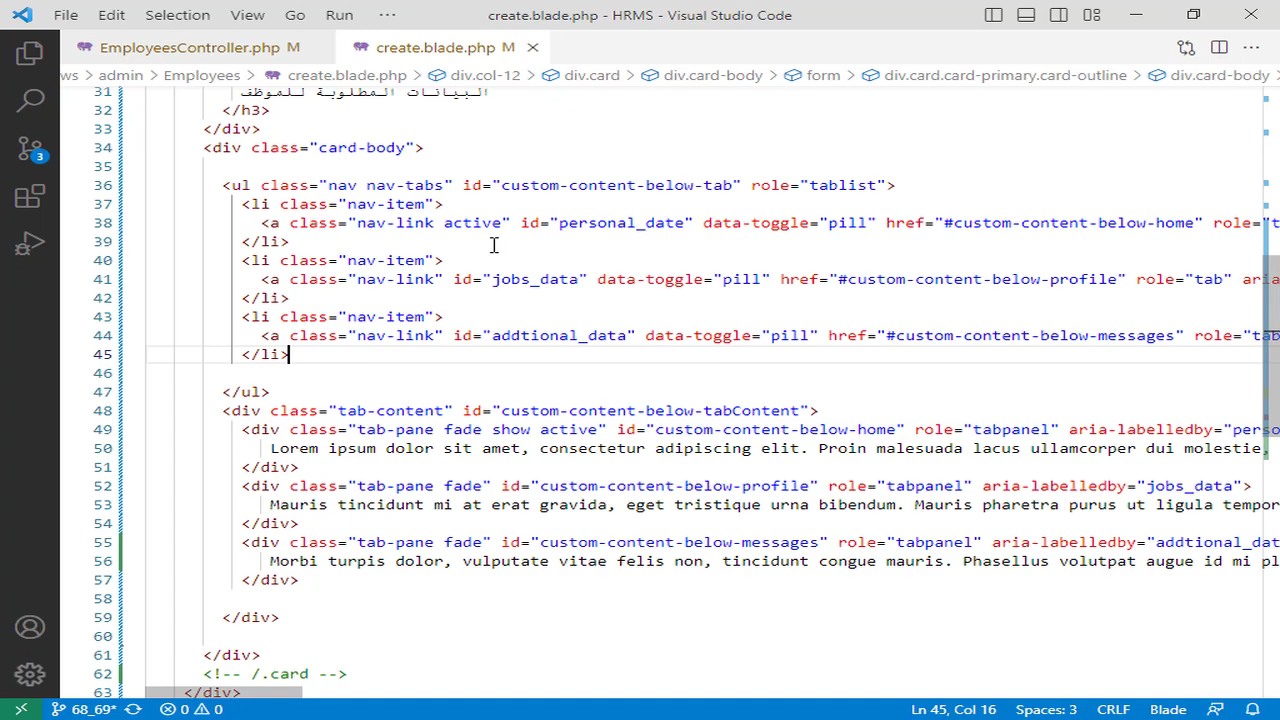 File Edit Selection View Go Run ··· create.blade.php - HRMS - Visual Studio Code
EmployeesController.php M create.blade.php M
ws > admin > Employees > create.blade.php > div.col-12 > div.card > div.card-body > form > div.card.card-primary.card-outline > div.card-body
31 البيانات المطلوبة للموظف
32 </h3>
33 </div>
34 <div class="card-body">
35
36 <ul class="nav nav-tabs" id="custom-content-below-tab" role="tablist">
37 <li class="nav-item">
38 <a class="nav-link active" id="personal_date" data-toggle="pill" href="#custom-content-below-home" role="t
39 </li>
40 <li class="nav-item">
41 <a class="nav-link" id="jobs_data" data-toggle="pill" href="#custom-content-below-profile" role="tab" aria
42 </li>
43 <li class="nav-item">
44 <a class="nav-link" id="addtional_data" data-toggle="pill" href="#custom-content-below-messages" role="tab
45 </li>
46
47 </ul>
48 <div class="tab-content" id="custom-content-below-tabContent">
49 <div class="tab-pane fade show active" id="custom-content-below-home" role="tabpanel" aria-labelledby="perso
50 Lorem ipsum dolor sit amet, consectetur adipiscing elit. Proin malesuada lacus ullamcorper dui molestie,
51 </div>
52 <div class="tab-pane fade" id="custom-content-below-profile" role="tabpanel" aria-labelledby="jobs_data">
53 Mauris tincidunt mi at erat gravida, eget tristique urna bibendum. Mauris pharetra purus ut ligula tempor
54 </div>
55 <div class="tab-pane fade" id="custom-content-below-messages" role="tabpanel" aria-labelledby="addtional_dat
56 Morbi turpis dolor, vulputate vitae felis non, tincidunt congue mauris. Phasellus volutpat augue id mi pl
57 </div>
58
59 </div>
60
61 </div>
62 <!-- /.card -->
63 </div>
3
68_69* 0 0 Ln 45, Col 16 Spaces: 3 CRLF Blade